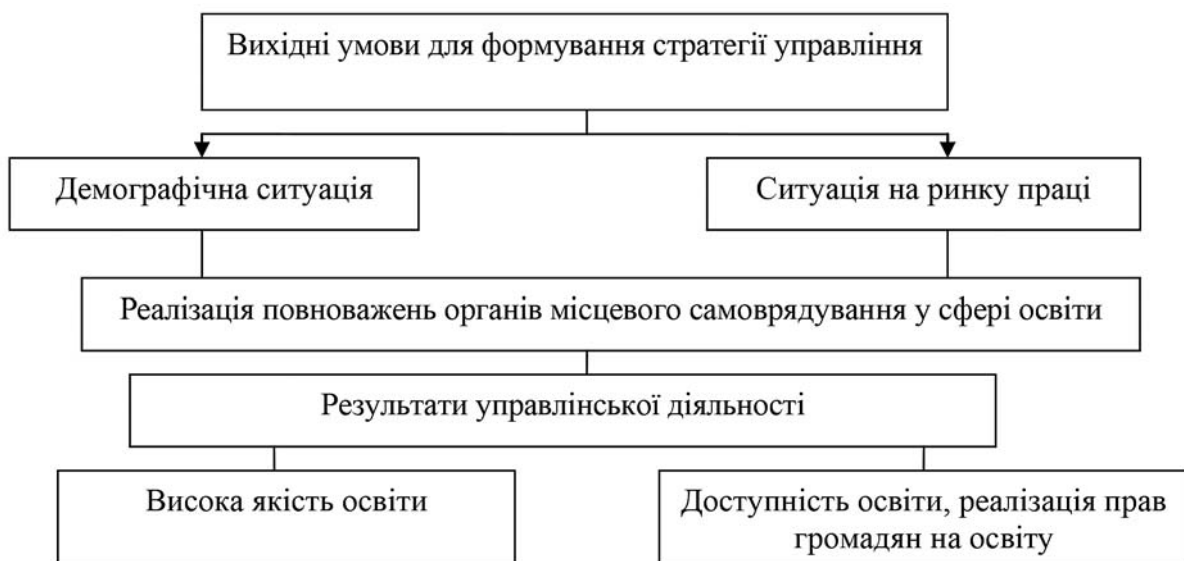 Вихідні умови для формування стратегії управління
Демографічна ситуація
Ситуація на ринку праці
Реалізація повноважень органів місцевого самоврядування у сфері освіти
Результати управлінської діяльності
Висока якість освіти
Доступність освіти, реалізація прав
громадян на освіту